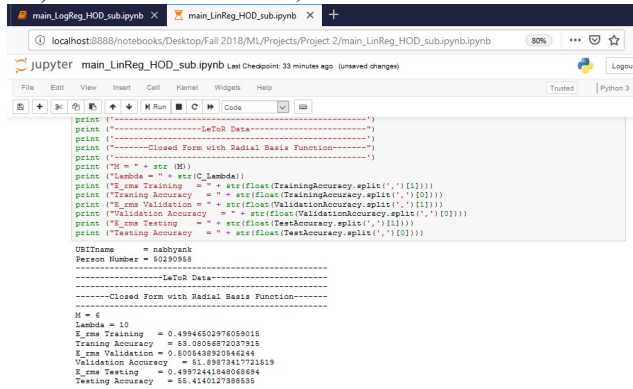 main_LogReg_HOD_sub.ipynb
main_LinReg_HOD_sub.ipynb
localhost:8888/notebooks/Desktop/Fall 2018/ML/Projects/Project 2/main_LinReg_HOD_sub.ipynb.ipynb 80%
jupyter main_LinReg_HOD_sub.ipynb Last Checkpoint: 33 minutes ago (unsaved changes) Logou
File Edit View Insert Cell Kernel Widgets Help Trusted Python 3
Run Code
print ('----------------------------------------------------')
print ("------------------LeToR Data------------------------")
print ('----------------------------------------------------')
print ("-------Closed Form with Radial Basis Function-------")
print ('----------------------------------------------------')
print ("M = " + str (M))
print ("Lambda = " + str(C_Lambda))
print ("E_rms Training   = " + str(float(TrainingAccuracy.split(',')[1])))
print ("Traning Accuracy   = " + str(float(TrainingAccuracy.split(',')[0])))
print ("E_rms Validation = " + str(float(ValidationAccuracy.split(',')[1])))
print ("Validation Accuracy   = " + str(float(ValidationAccuracy.split(',')[0])))
print ("E_rms Testing    = " + str(float(TestAccuracy.split(',')[1])))
print ("Testing Accuracy   = " + str(float(TestAccuracy.split(',')[0])))
UBITname      = nabhyank
Person Number = 50290958
----------------------------------------------------
------------------LeToR Data------------------------
----------------------------------------------------
-------Closed Form with Radial Basis Function-------
----------------------------------------------------
M = 6
Lambda = 10
E_rms Training   = 0.49946502976059015
Traning Accuracy   = 53.08056872037915
E_rms Validation = 0.5005438920546244
Validation Accuracy   = 51.89873417721519
E_rms Testing    = 0.49972441848068694
Testing Accuracy   = 55.4140127388535